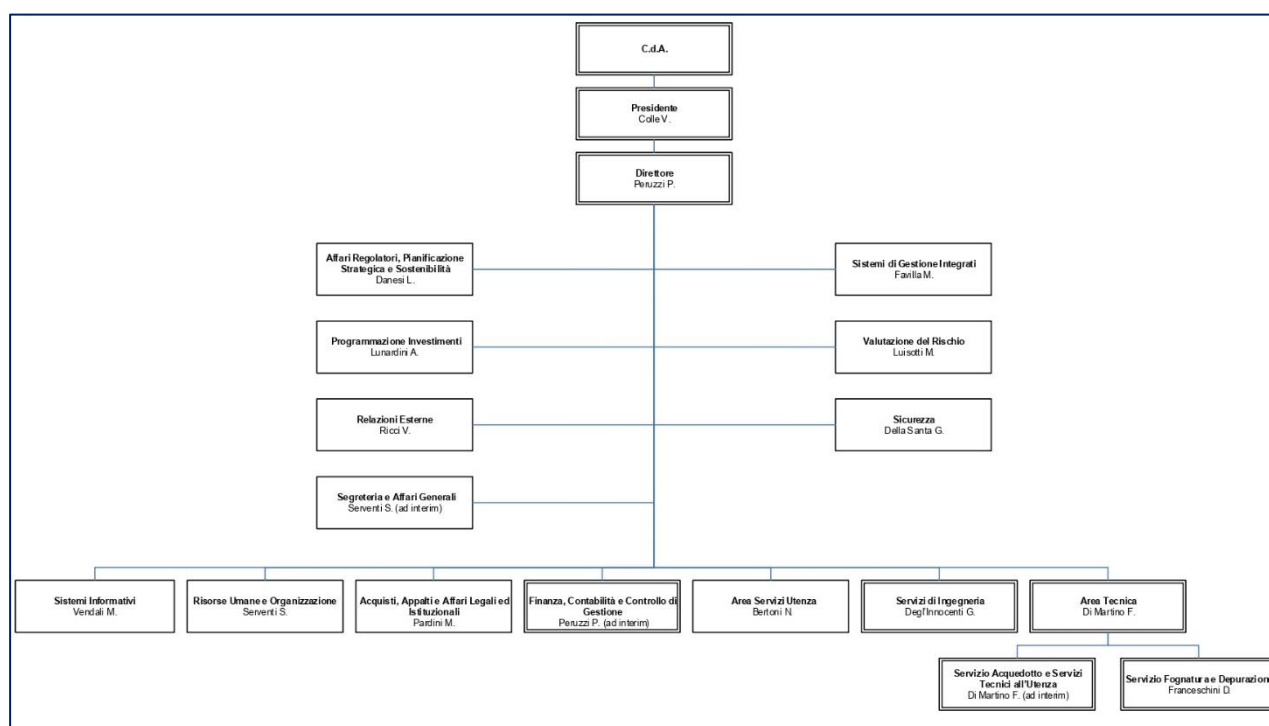 C.d.A.
Presidente
Colle V.
Direttore
Peruzzi P.
Affari Regolatori, Pianificazione
Strategica e Sostenibilità
Danesi L.
Sistemi di Gestione Integrati
Favilla M.
Programmazione Investimenti
Lunardini A.
Valutazione del Rischio
Luisotti M.
Relazioni Esterne
Ricci V.
Sicurezza
Della Santa G.
Segreteria e Affari Generali
Serventi S. (ad interim)
Sistemi Informativi
Vendali M.
Risorse Umane e Organizzazione
Serventi S.
Acquisti, Appalti e Affari Legali ed
Istituzionali
Pardini M.
Finanza, Contabilità e Controllo di
Gestione
Peruzzi P. (ad interim)
Area Servizi Utenza
Bertoni N.
Servizi di Ingegneria
Degl'Innocenti G.
Area Tecnica
Di Martino F.
Servizio Acquedotto e Servizi
Tecnici all'Utenza
Di Martino F. (ad interim)
Servizio Fognatura e Depurazione
Franceschini D.